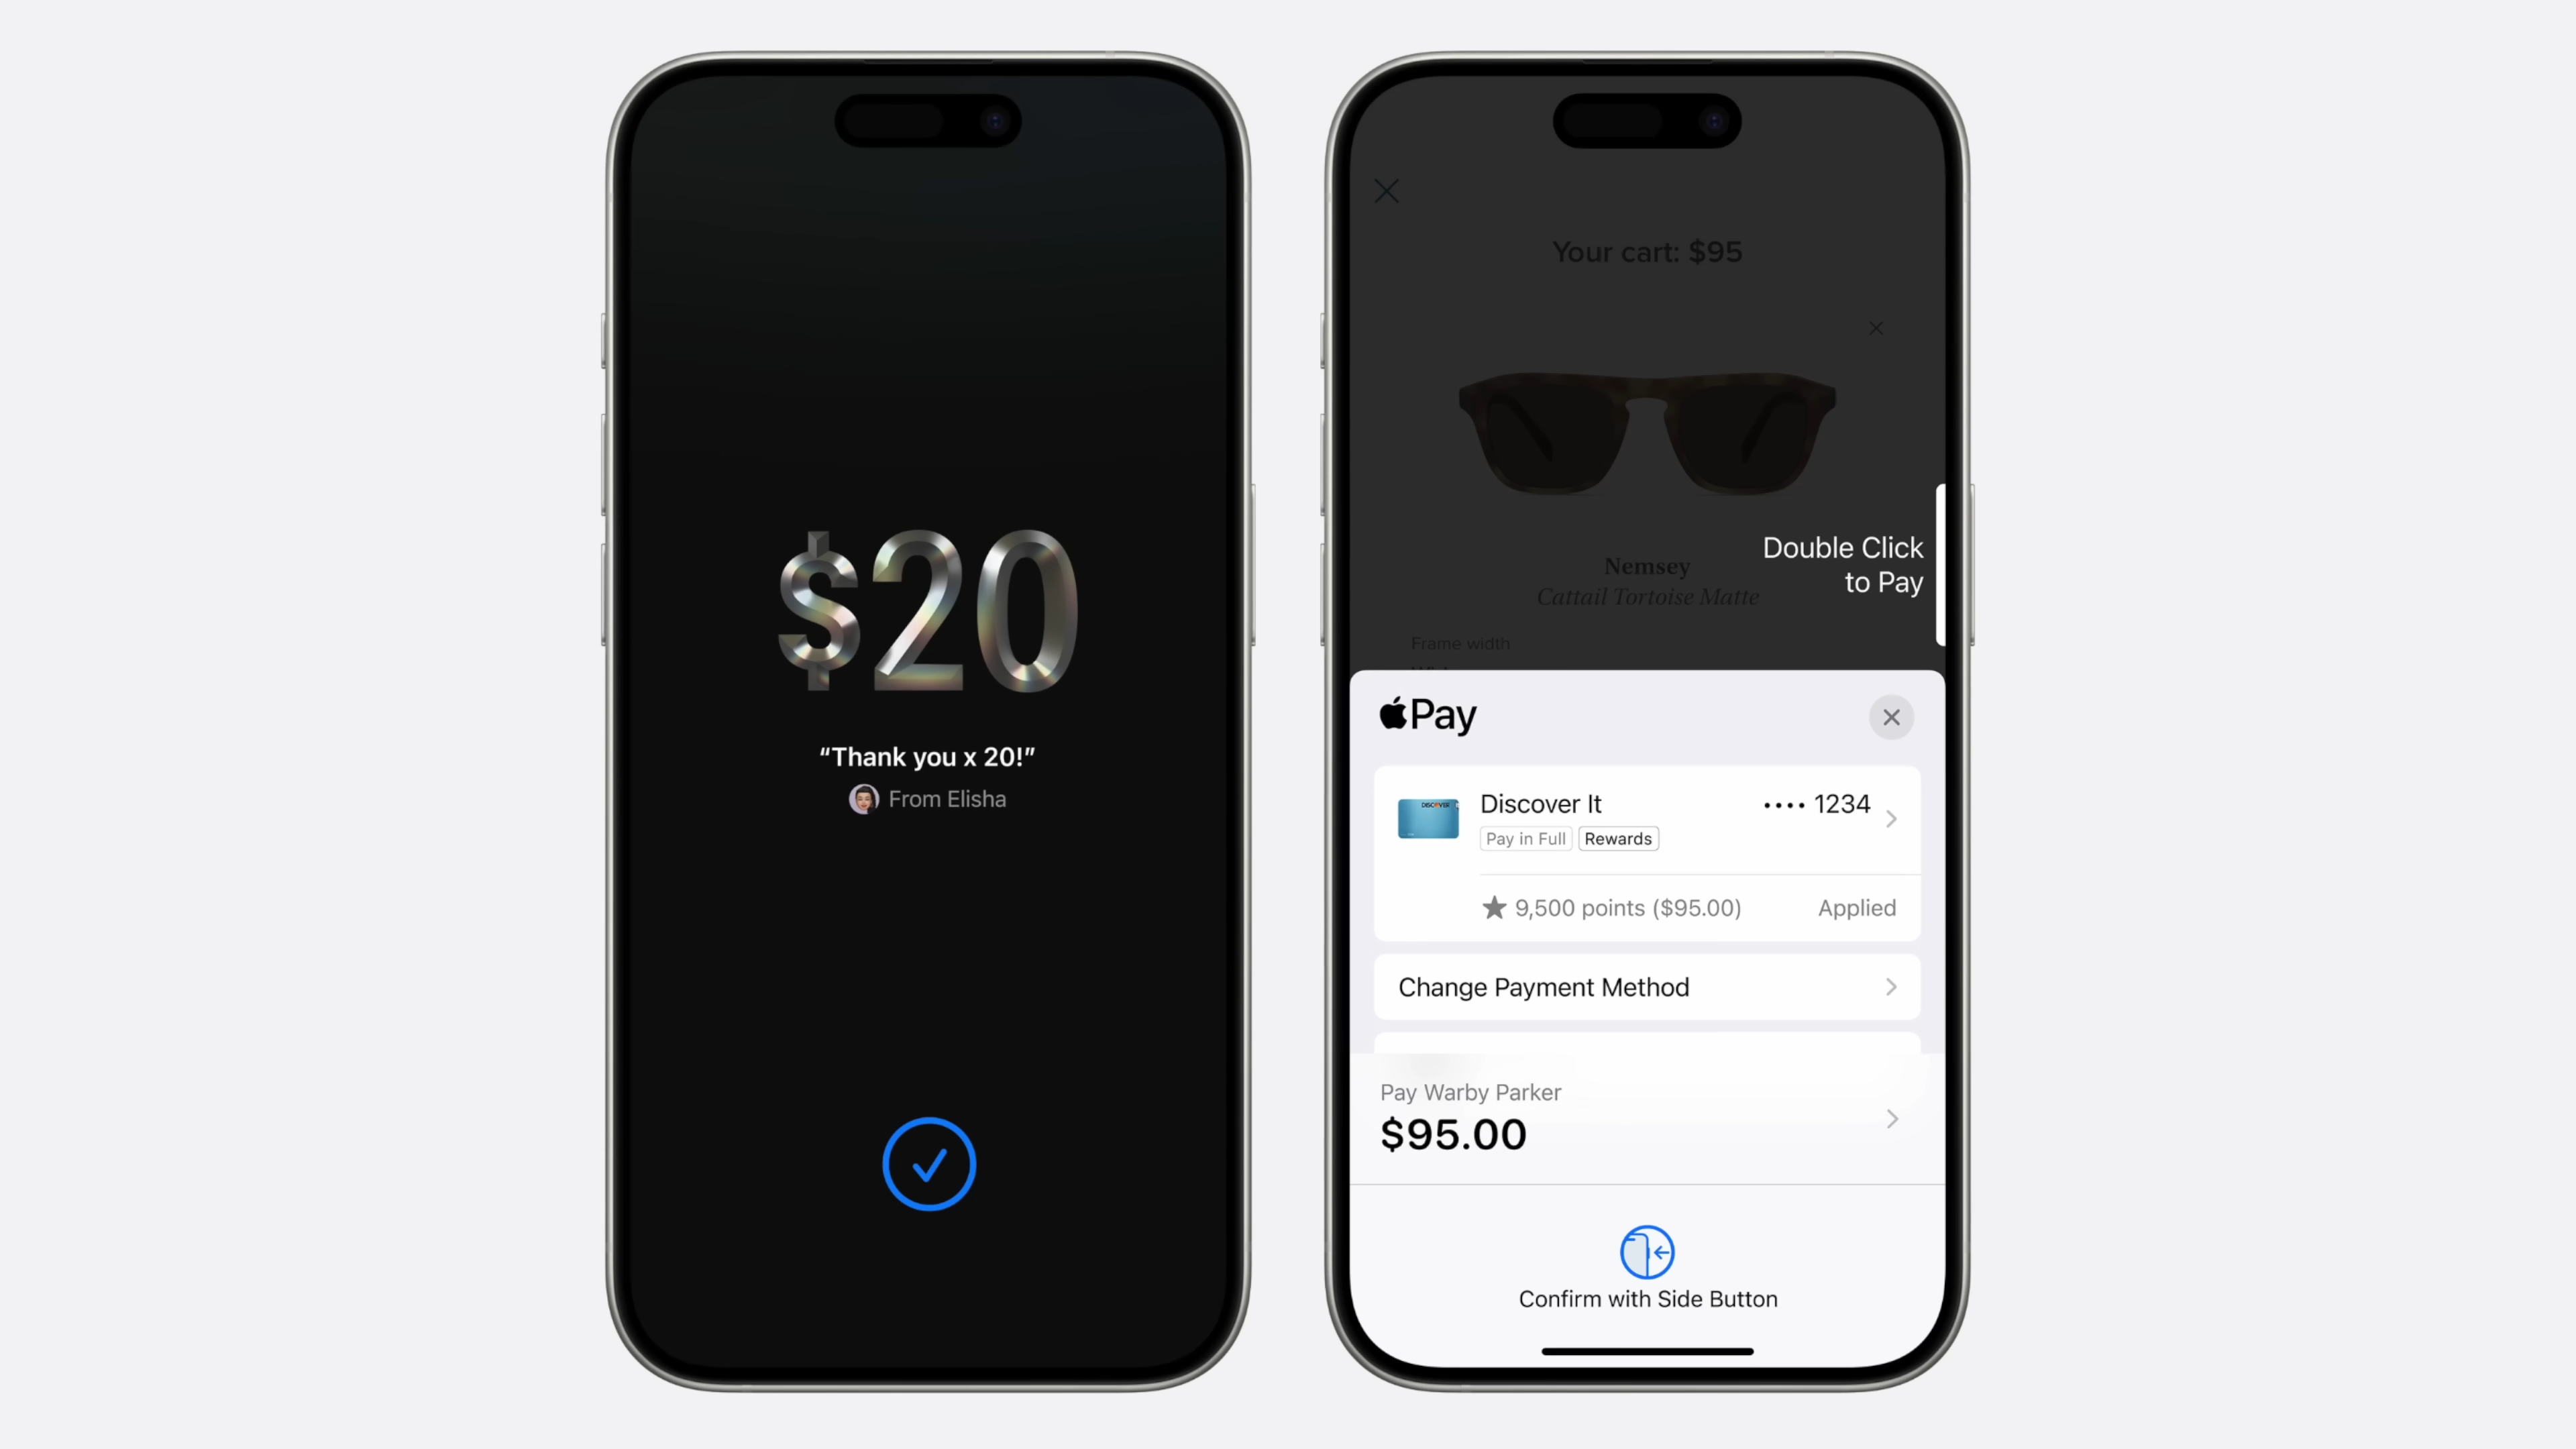 $20
“Thank you x 20!”
From Elisha
Your cart: $95
Nemsey
Cattail Tortoise Matte
Frame width
Double Click
to Pay
Pay
DISCOVER
Discover It
•••• 1234
Pay in Full
Rewards
9,500 points ($95.00)
Applied
Change Payment Method
Pay Warby Parker
$95.00
Confirm with Side Button